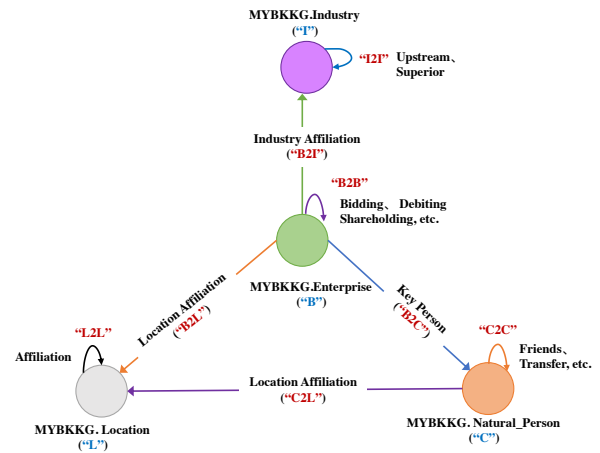 MYBKKG.Industry
(“I”)
“I2I” Upstream、
Superior
Industry Affiliation
(“B2I”)
“B2B”
Bidding、 Debiting
Shareholding, etc.
MYBKKG.Enterprise
(“B”)
Location Affiliation
(“B2L”)
Key Person
(“B2C”)
“L2L”
Affiliation
“C2C”
Friends、
Transfer, etc.
Location Affiliation
(“C2L”)
MYBKKG. Location
(“L”)
MYBKKG. Natural_Person
(“C”)